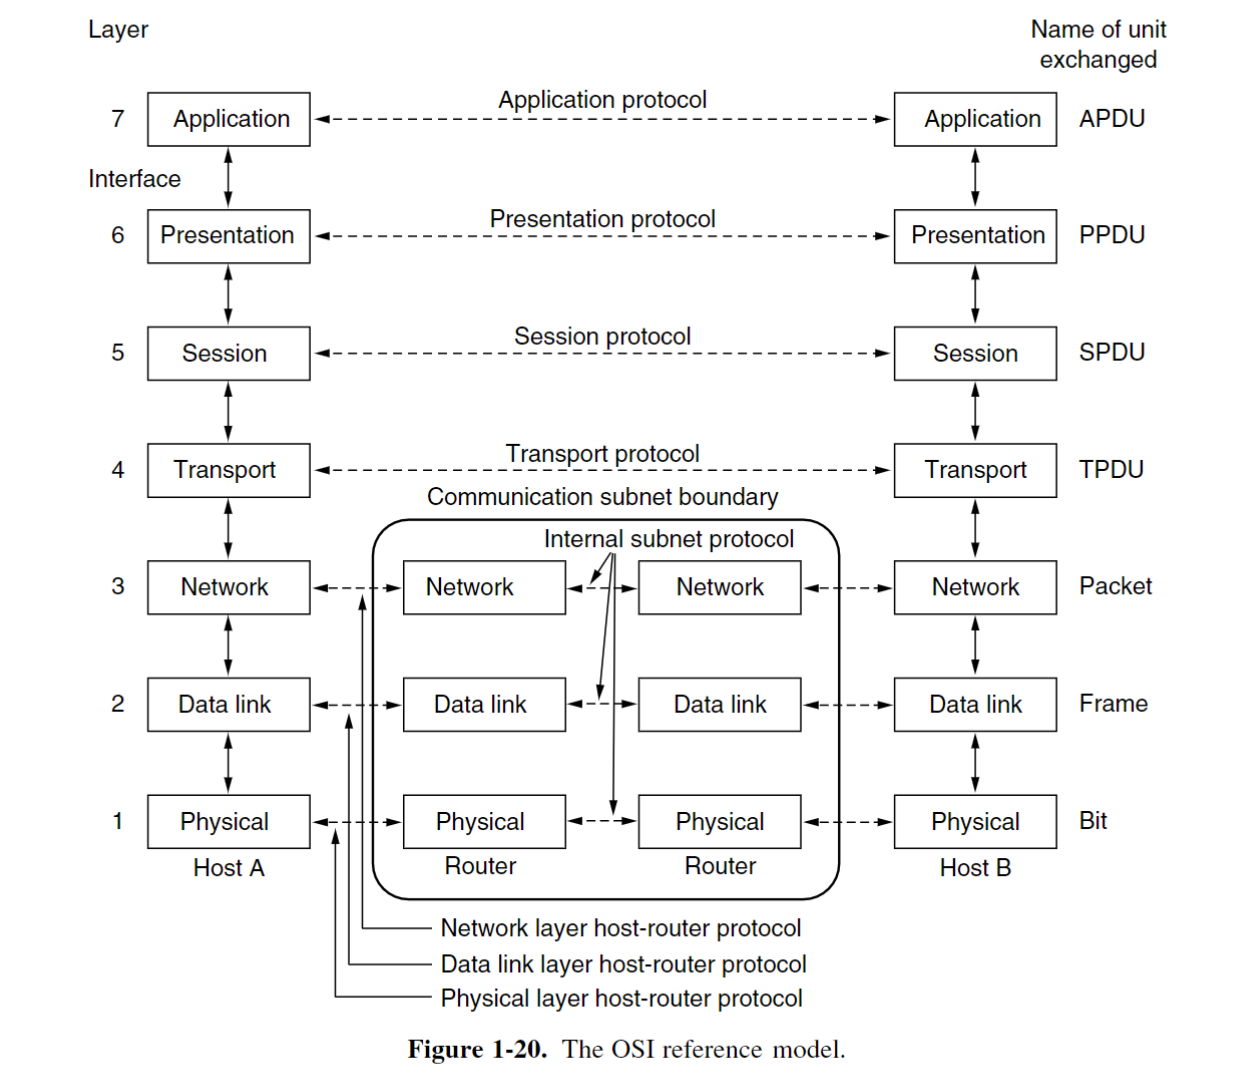 Layer
Name of unit
exchanged
7
Application
Application protocol
Application
APDU
Interface
6
Presentation
Presentation protocol
Presentation
PPDU
5
Session
Session protocol
Session
SPDU
4
Transport
Transport protocol
Transport
TPDU
Communication subnet boundary
Internal subnet protocol
3
Network
Network
Network
Network
Packet
2
Data link
Data link
Data link
Data link
Frame
1
Physical
Physical
Physical
Physical
Bit
Host A
Router
Router
Host B
Network layer host-router protocol
Data link layer host-router protocol
Physical layer host-router protocol
Figure 1-20. The OSI reference model.